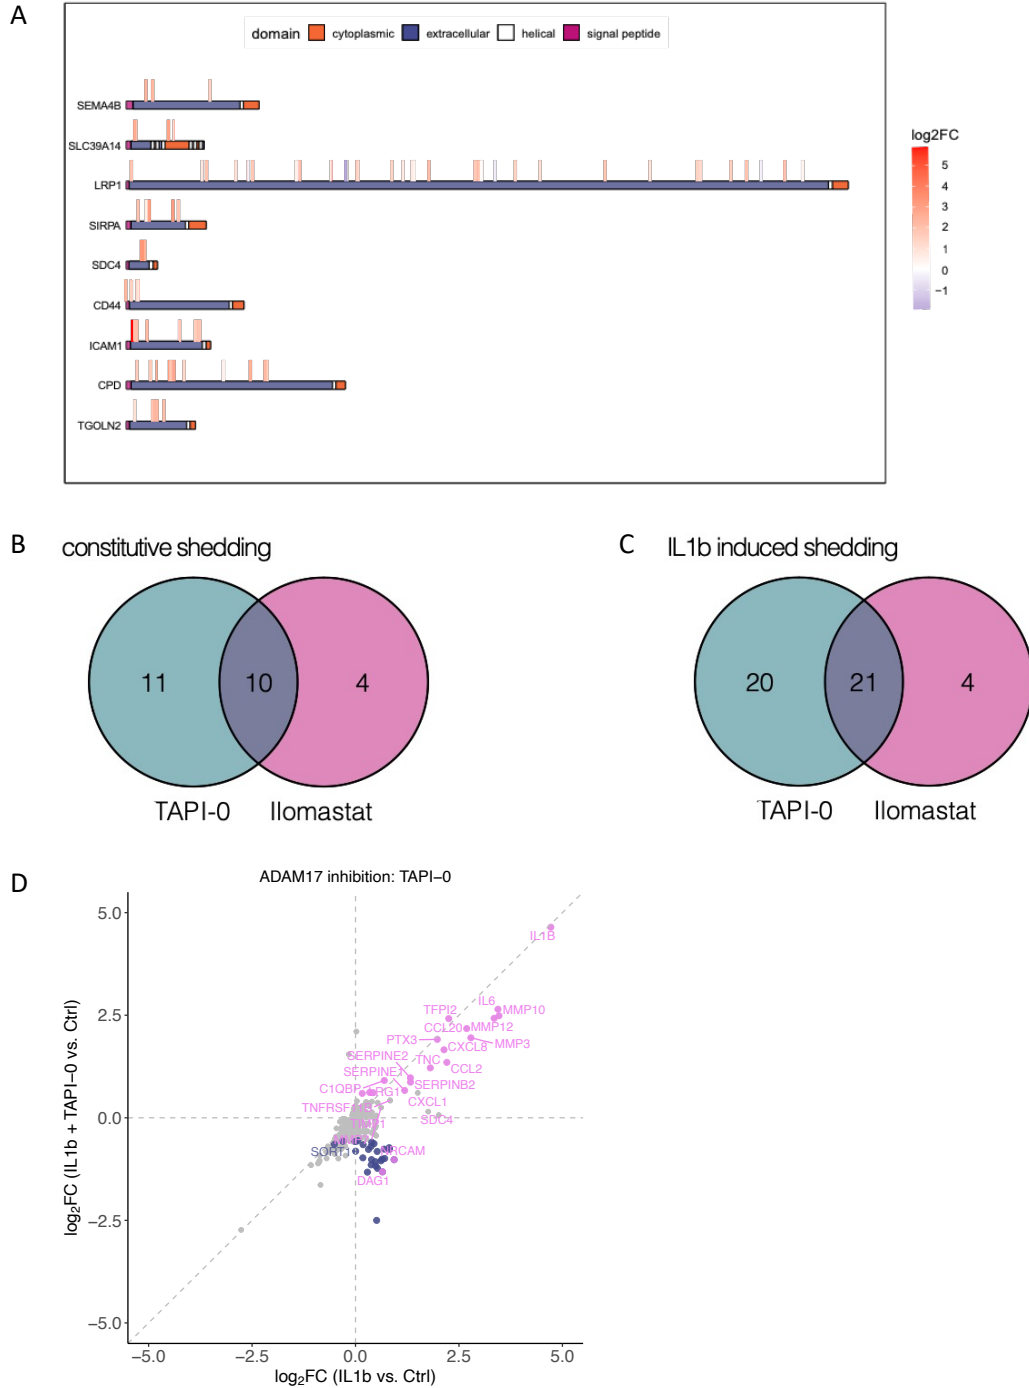 A
domain cytoplasmic extracellular helical signal peptide
SEMA4B
SLC39A14
LRP1
SIRPA
SDC4
CD44
ICAM1
CPD
TGOLN2
log2FC
5
4
3
2
1
0
−1
B constitutive shedding
11 10 4
TAPI-0 Ilomastat
C IL1b induced shedding
20 21 4
TAPI-0 Ilomastat
D
ADAM17 inhibition: TAPI−0
log2FC (IL1b + TAPI−0 vs. Ctrl)
5.0
2.5
0.0
−2.5
−5.0
IL1B
IL6
MMP10
TFPI2
CCL20
MMP12
PTX3
CXCL8
MMP3
SERPINE2
TNC
CCL2
SERPINE1
C1QBP
SERPINB2
CXCL1
SDC4
SORT1
NRCAM
DAG1
−5.0 −2.5 0.0 2.5 5.0
log2FC (IL1b vs. Ctrl)